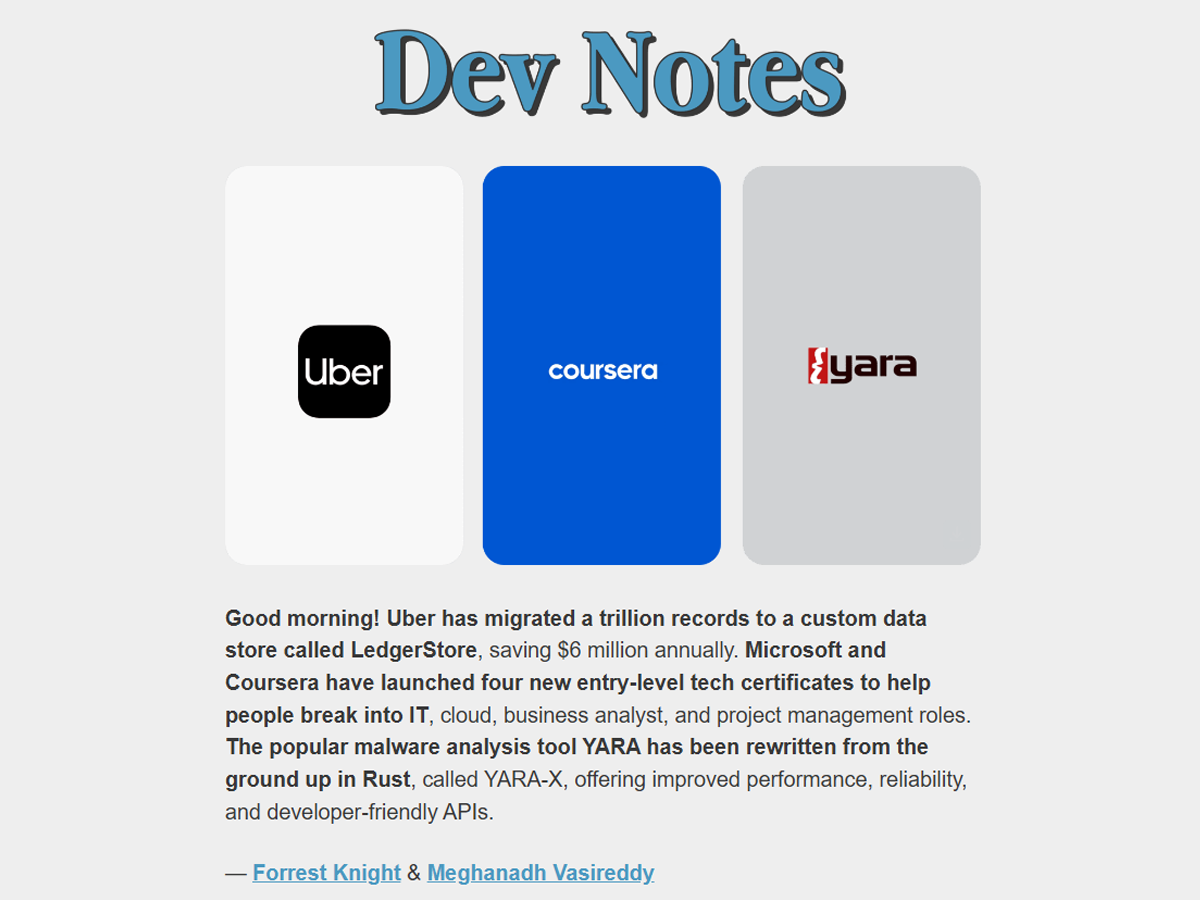 Dev Notes
Uber
coursera
yara
Good morning! Uber has migrated a trillion records to a custom data
store called LedgerStore, saving $6 million annually. Microsoft and
Coursera have launched four new entry-level tech certificates to help
people break into IT, cloud, business analyst, and project management roles.
The popular malware analysis tool YARA has been rewritten from the
ground up in Rust, called YARA-X, offering improved performance, reliability,
and developer-friendly APIs.
— Forrest Knight & Meghanadh Vasireddy